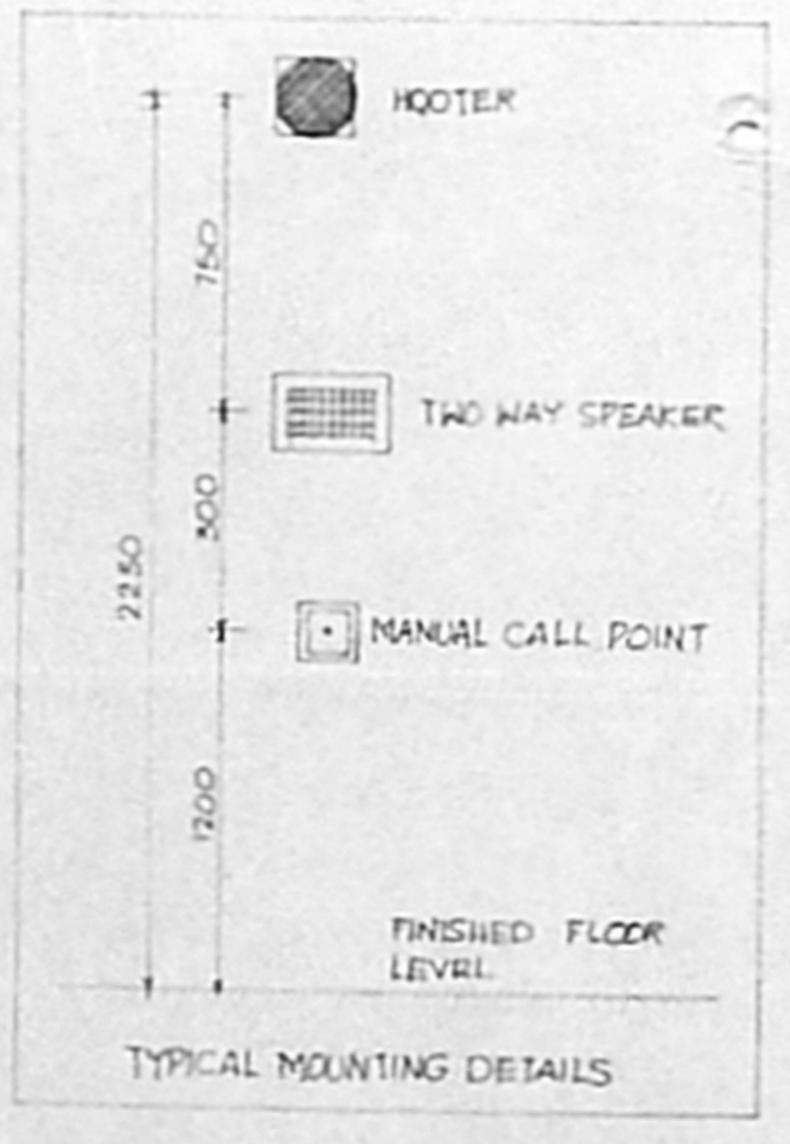 HOOTER
750
TWO WAY SPEAKER
300
2250
MANUAL CALL POINT
1200
FINISHED FLOOR
LEVEL
TYPICAL MOUNTING DETAILS